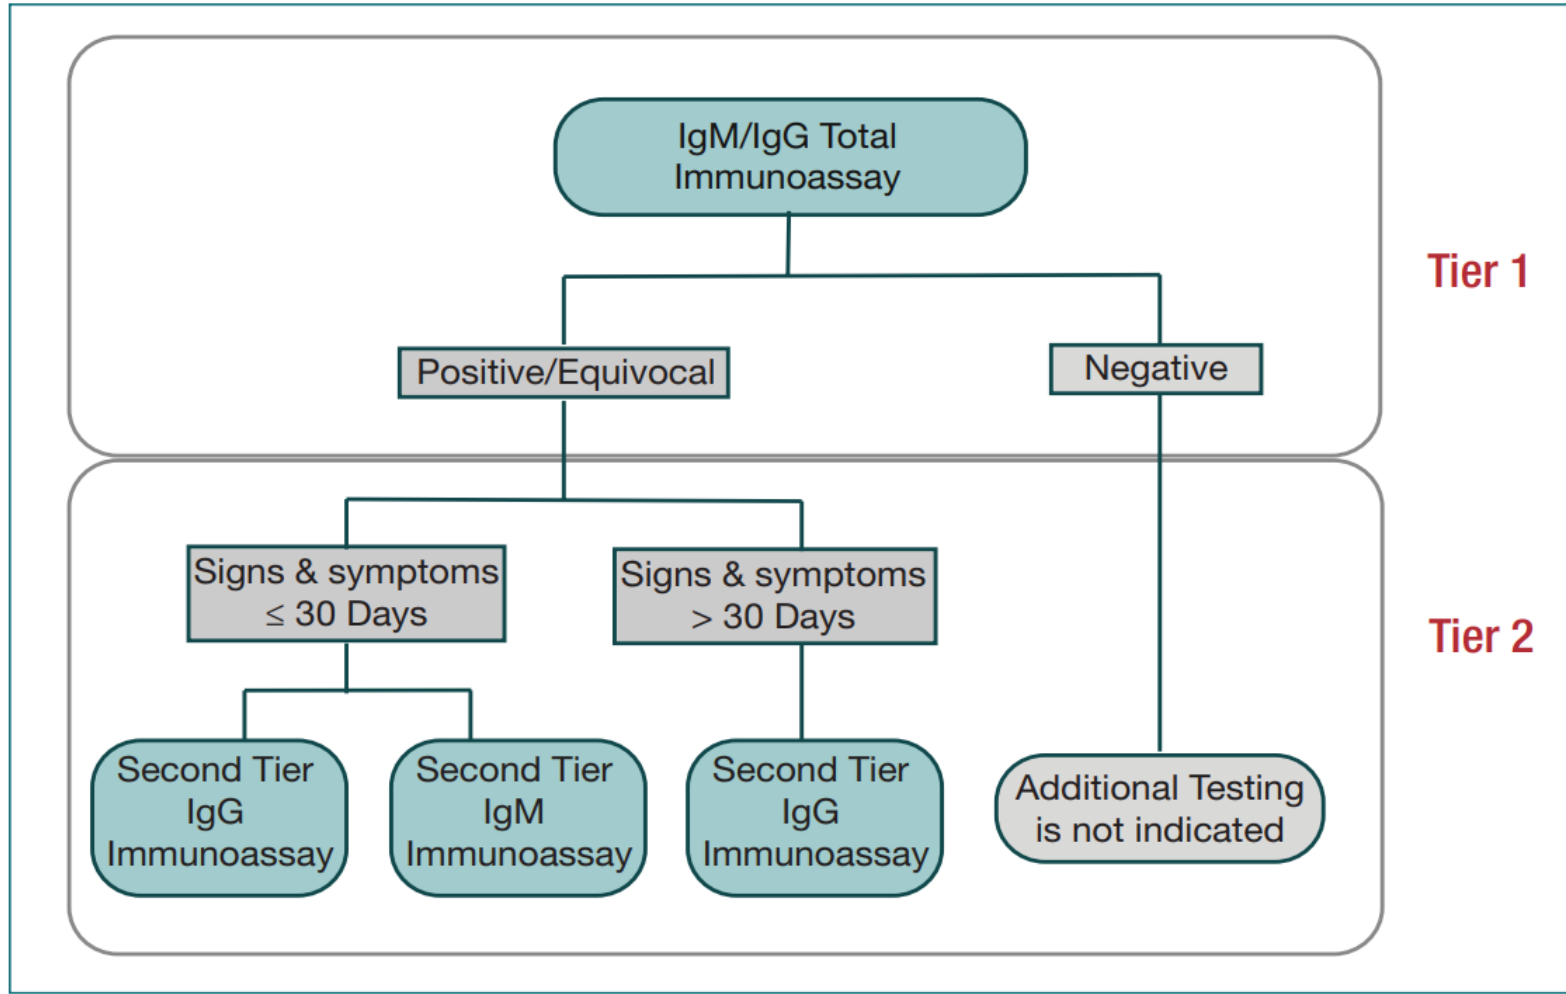 IgM/IgG Total
Immunoassay
Tier 1
Positive/Equivocal
Negative
Signs & symptoms
≤ 30 Days
Signs & symptoms
> 30 Days
Tier 2
Second Tier
IgG
Immunoassay
Second Tier
IgM
Immunoassay
Second Tier
IgG
Immunoassay
Additional Testing
is not indicated